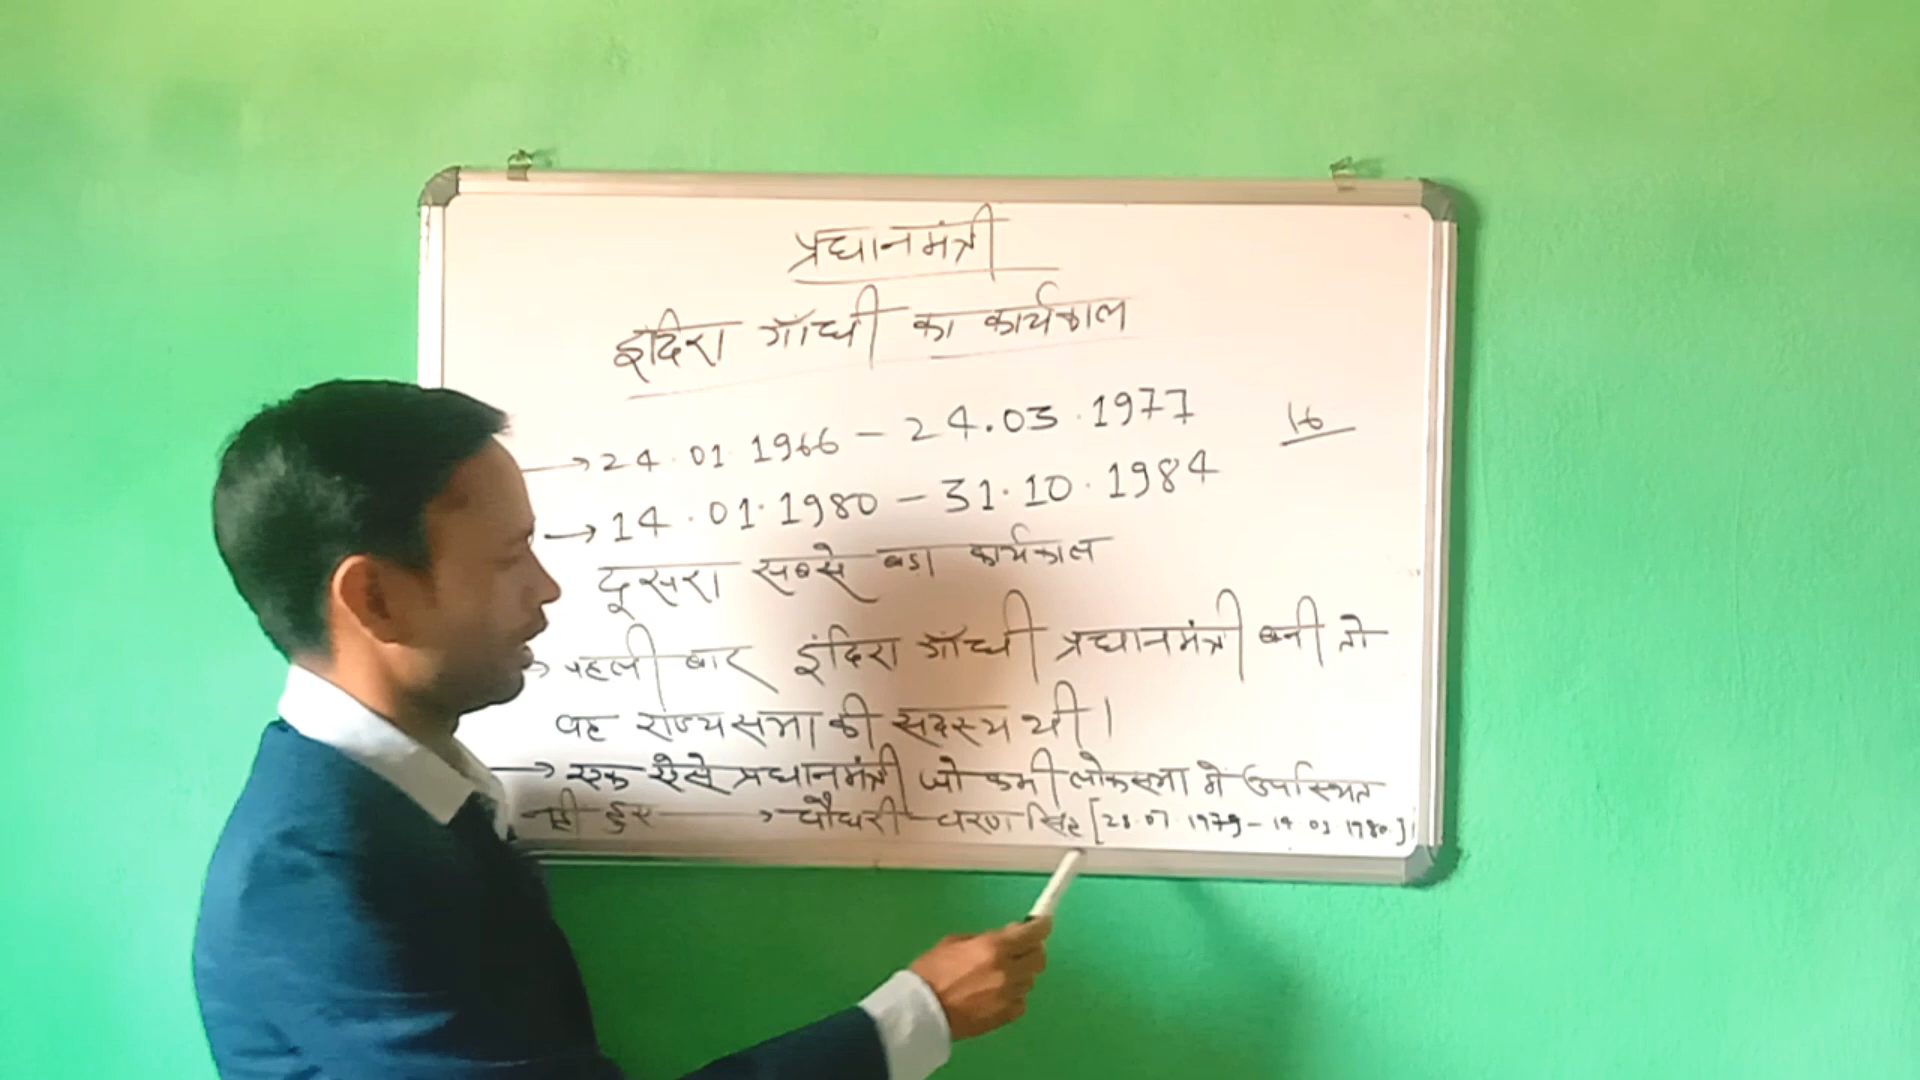 प्रधानमंत्री
इंदिरा गाँधी का कार्यकाल
→ 24.01.1966 – 24.03.1977 16
→ 14.01.1980 – 31.10.1984
दूसरा सबसे बड़ा कार्यकाल
→ पहली बार इंदिरा गाँधी प्रधानमंत्री बनी तो
वह राज्यसभा की सदस्य थी।
→ एक ऐसे प्रधानमंत्री जो कभी लोकसभा में उपस्थित
हुए → चौधरी चरण सिंह [28.07.1979 – 14.01.1980]